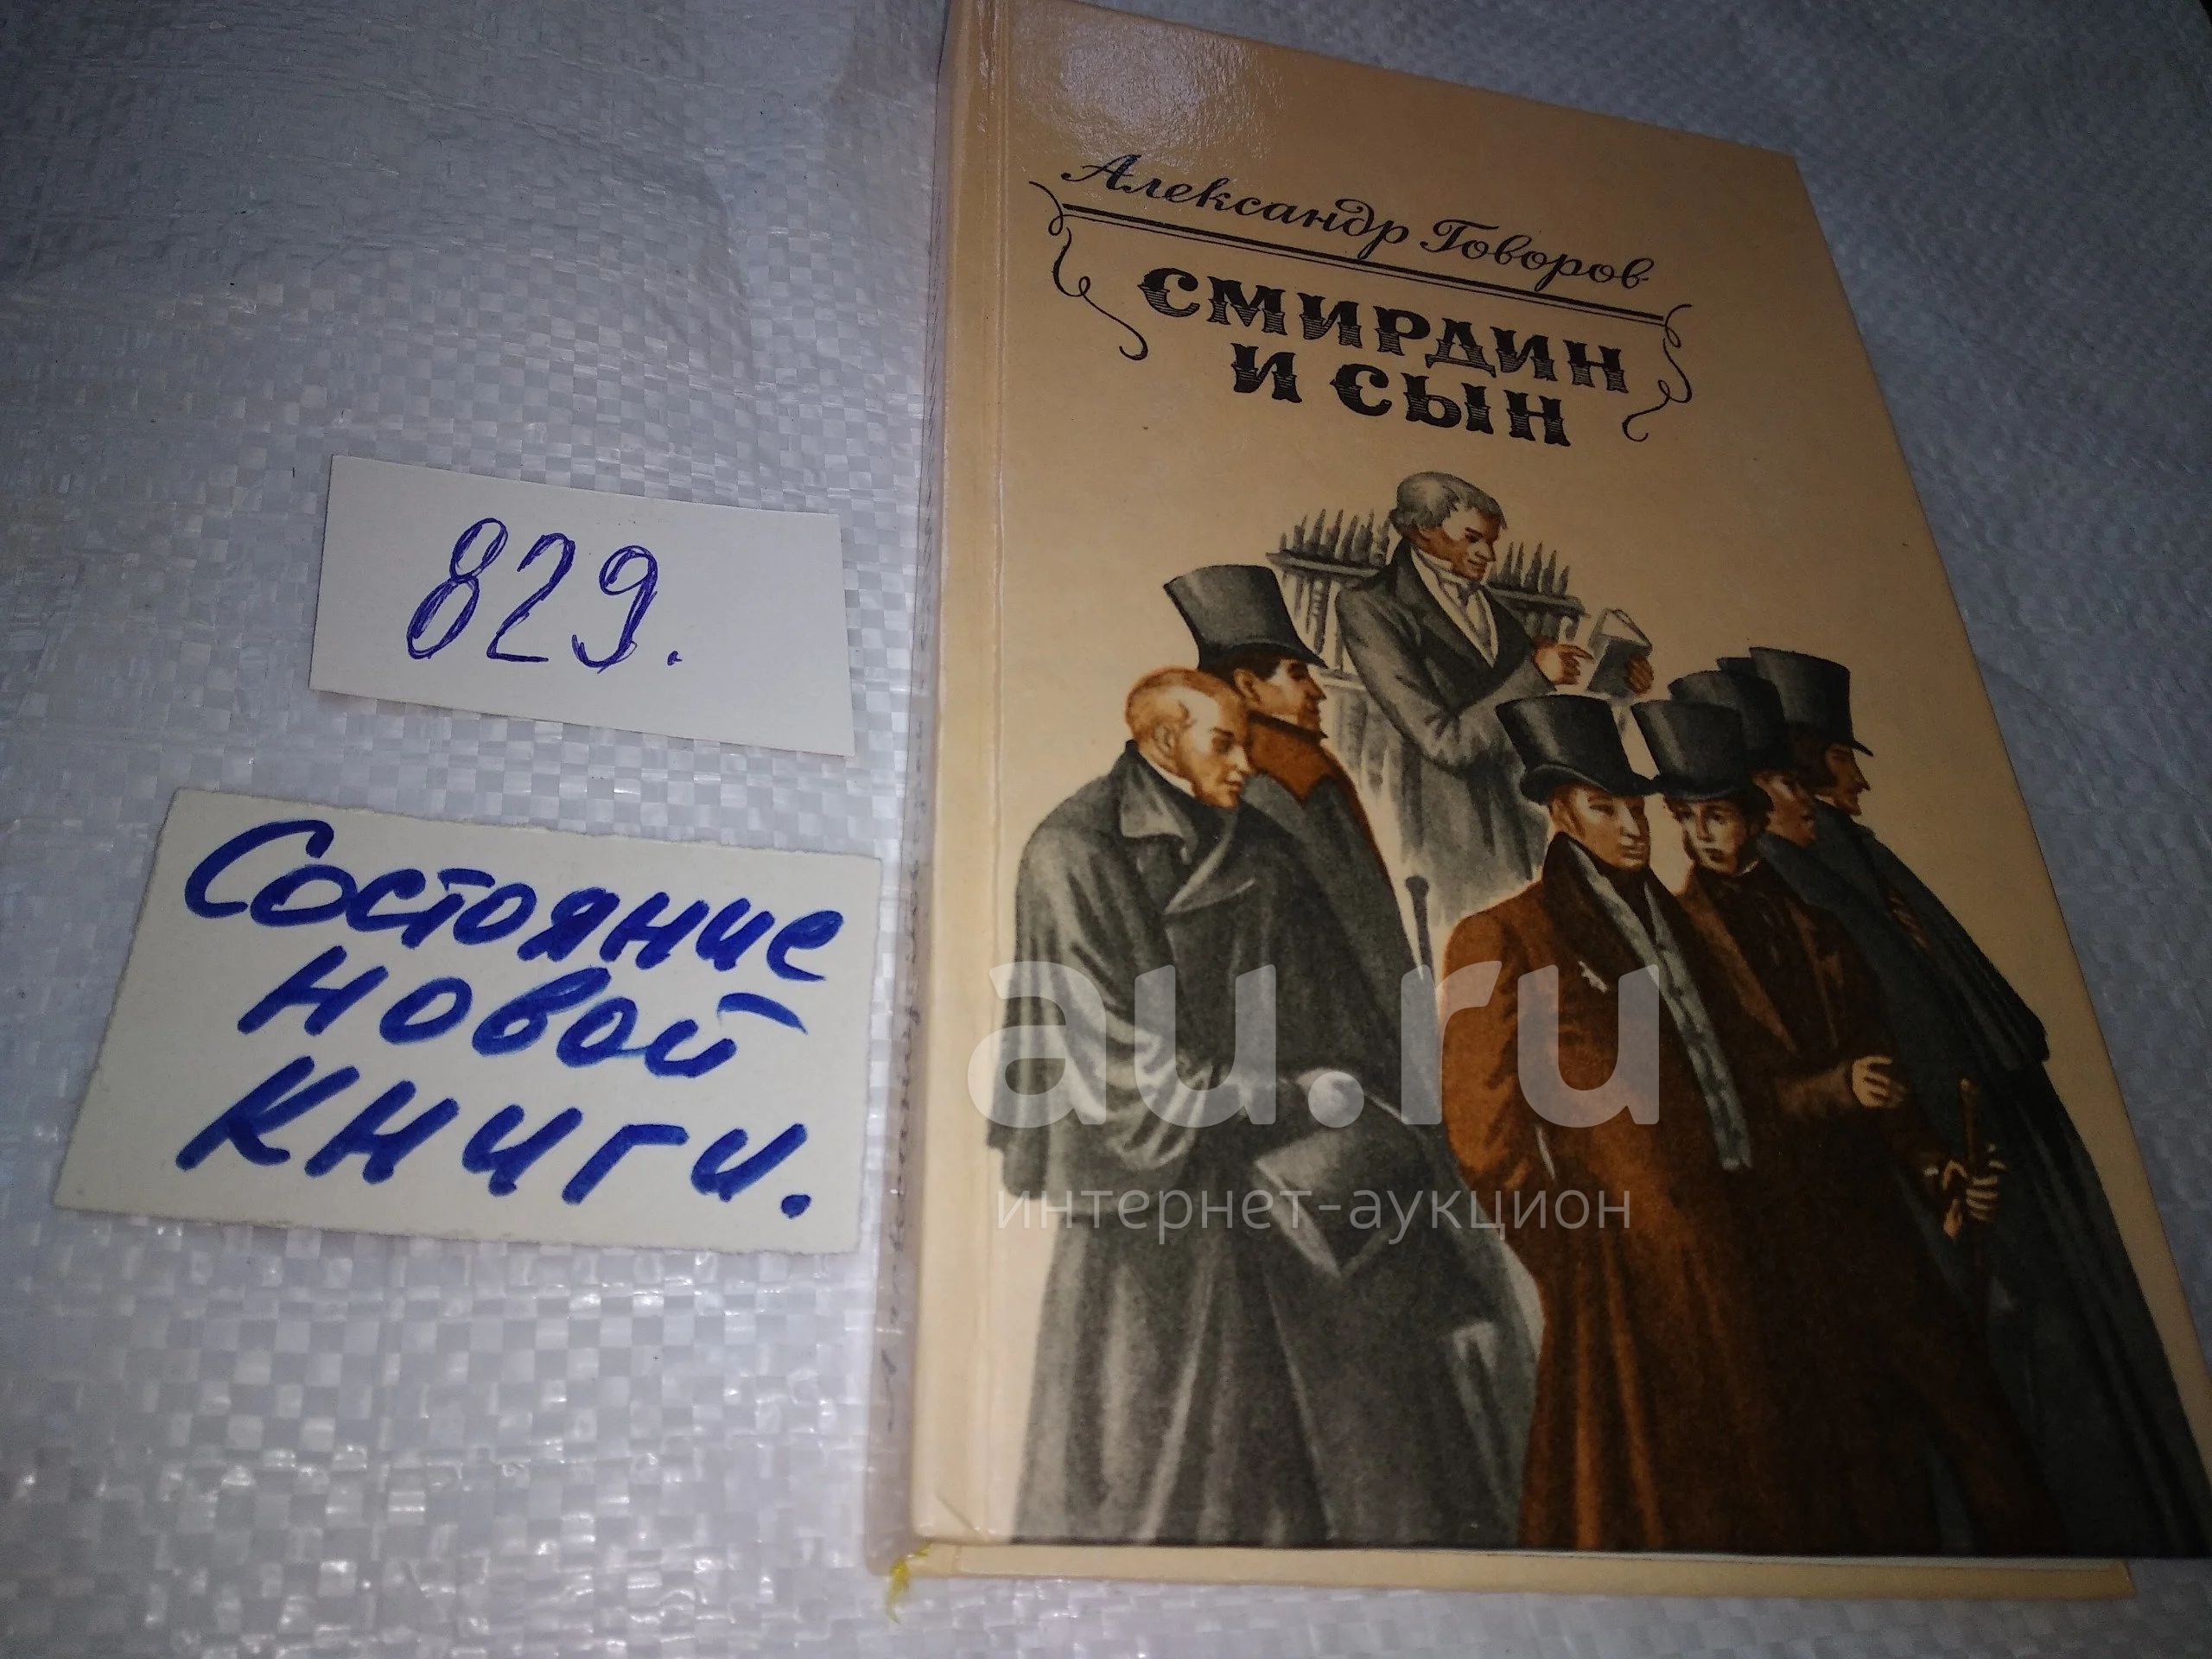 Александр Говоров
СМИРДИН
И СЫН
829.
Состояние
новой
книги.
au.ru
интернет-аукцион